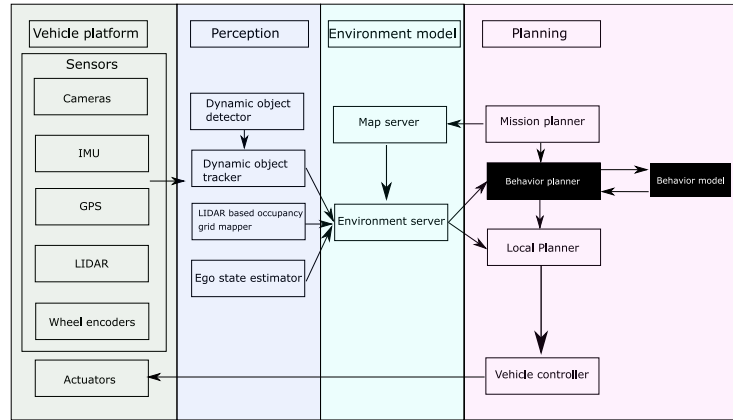 Vehicle platform
Sensors
Cameras
IMU
GPS
LIDAR
Wheel encoders
Actuators
Perception
Dynamic object
detector
Dynamic object
tracker
LIDAR based occupancy
grid mapper
Ego state estimator
Environment model
Map server
Environment server
Planning
Mission planner
Behavior planner
Behavior model
Local Planner
Vehicle controller